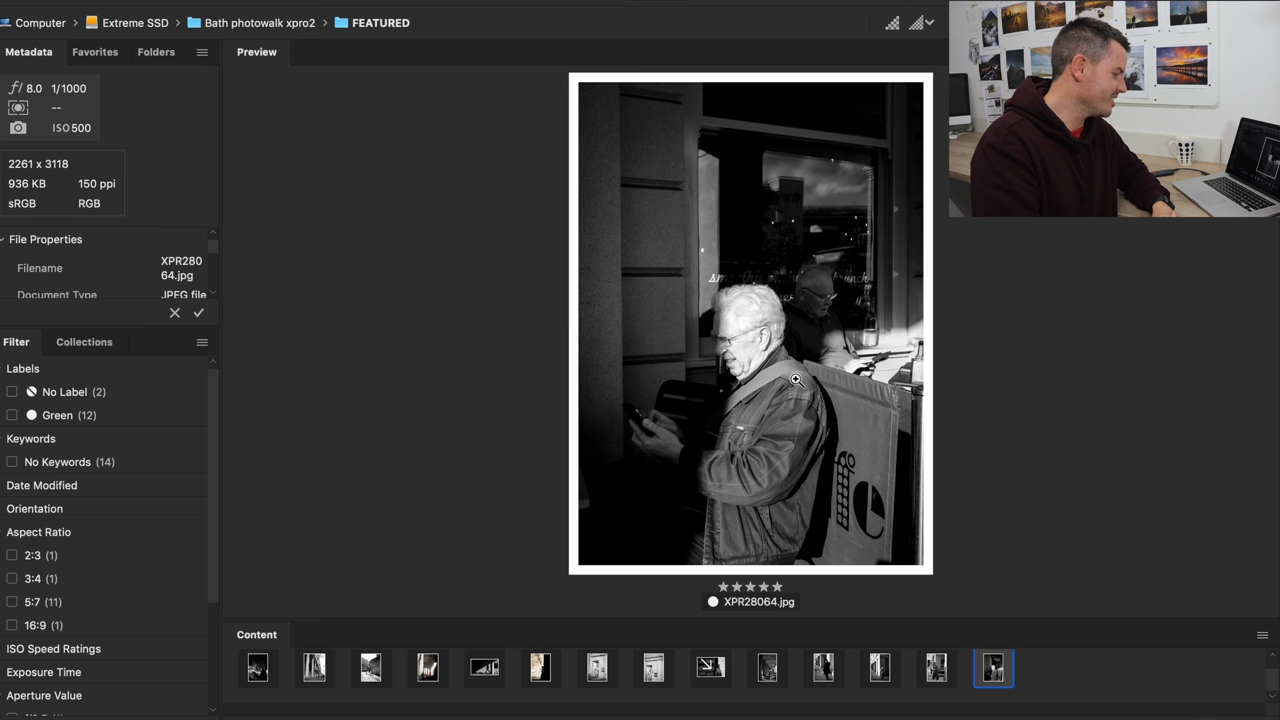 Computer
Extreme SSD
Bath photowalk xpro2
FEATURED
Metadata
Favorites
Folders
Preview
f/ 8.0 1/1000
--
ISO 500
2261 x 3118
936 KB 150 ppi
sRGB RGB
File Properties
Filename XPR280
64.jpg
Document Type JPEG file
Filter
Collections
Labels
No Label (2)
Green (12)
Keywords
No Keywords (14)
Date Modified
Orientation
Aspect Ratio
2:3 (1)
3:4 (1)
5:7 (11)
16:9 (1)
ISO Speed Ratings
Exposure Time
Aperture Value
XPR28064.jpg
Content